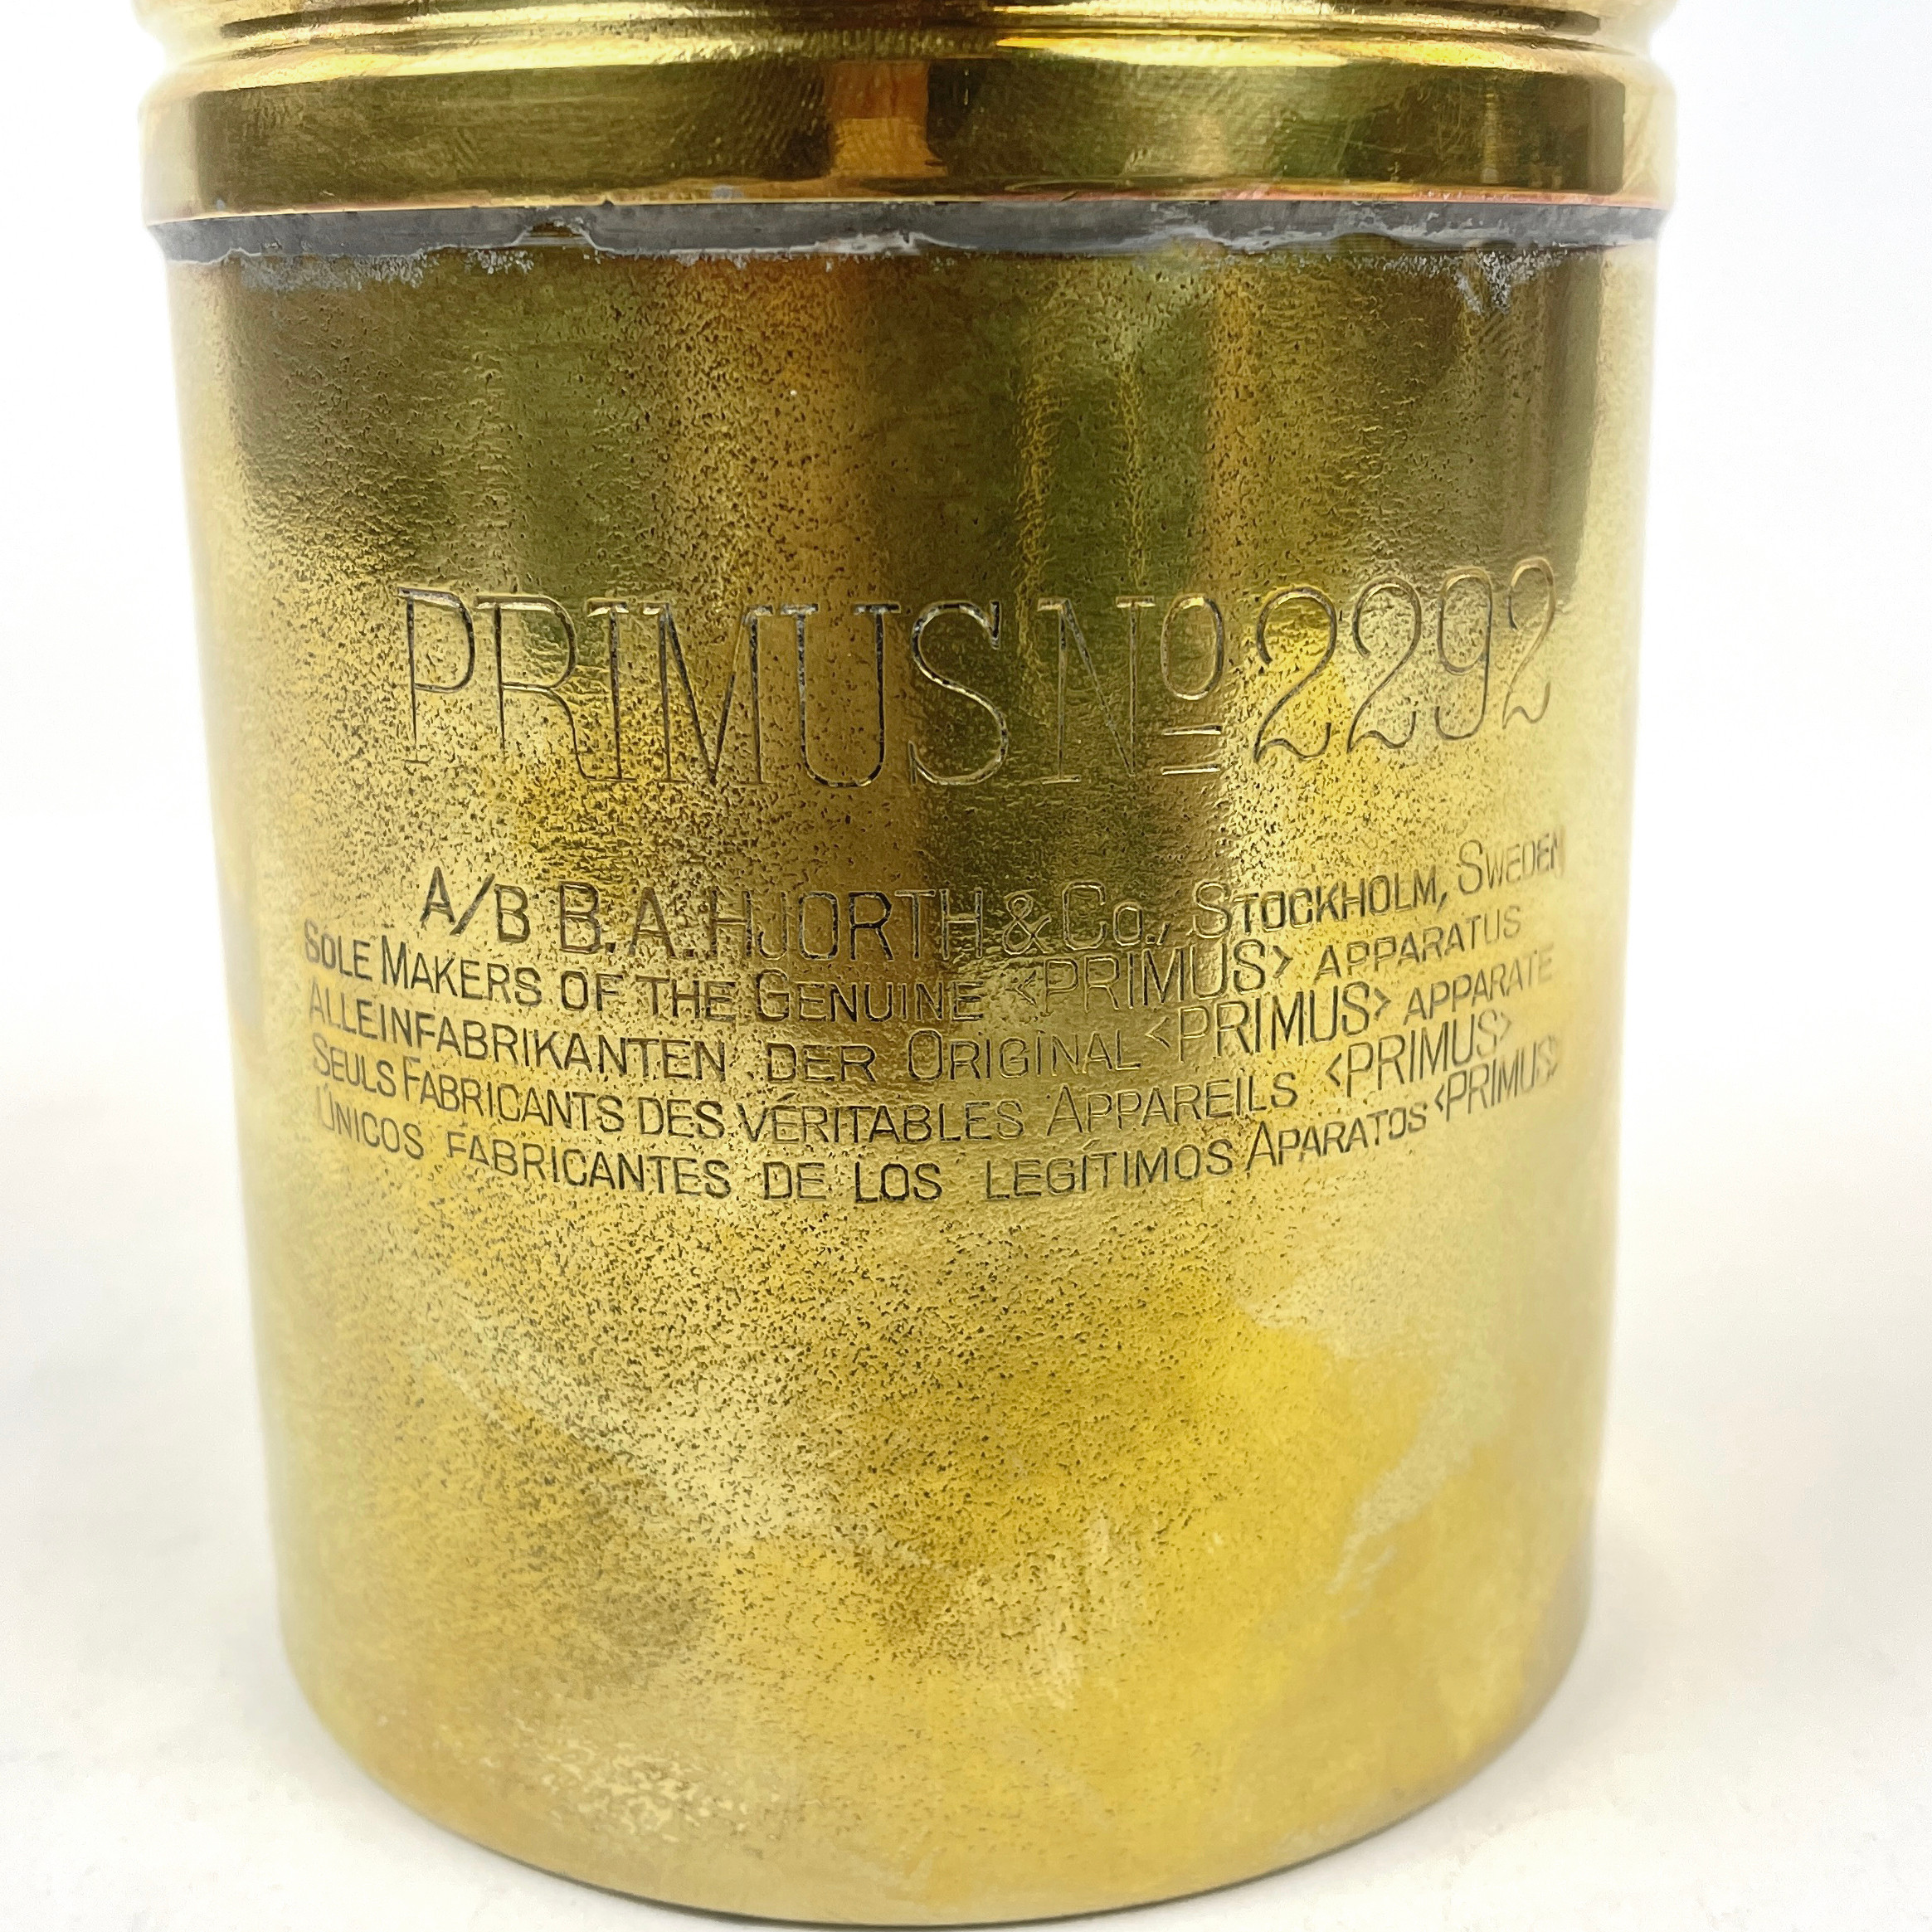 PRIMUS No 2292
A/B B.A. HJORTH & Co., STOCKHOLM, SWEDEN
SOLE MAKERS OF THE GENUINE <PRIMUS> APPARATUS
ALLEINFABRIKANTEN DER ORIGINAL <PRIMUS> APPARATE
SEULS FABRICANTS DES VÉRITABLES APPAREILS <PRIMUS>
ÚNICOS FABRICANTES DE LOS LEGÍTIMOS APARATOS <PRIMUS>